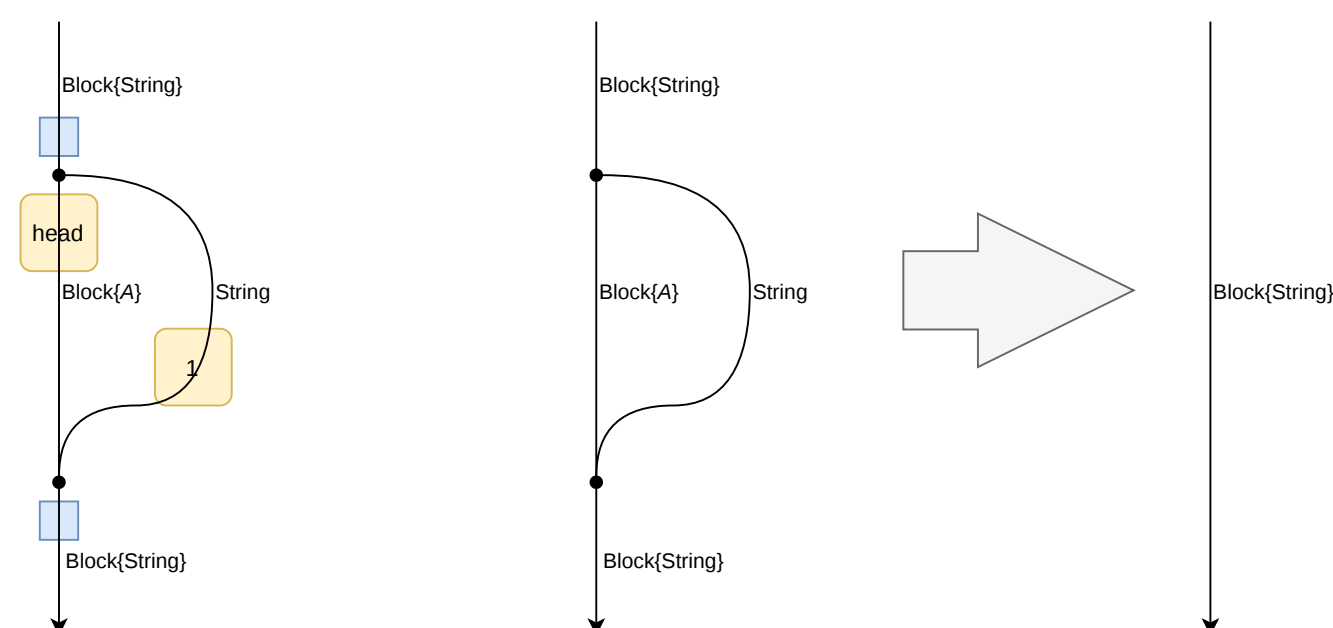 Block{String}
head
Block{A}
String
1
Block{String}
Block{String}
Block{A}
String
Block{String}
Block{String}